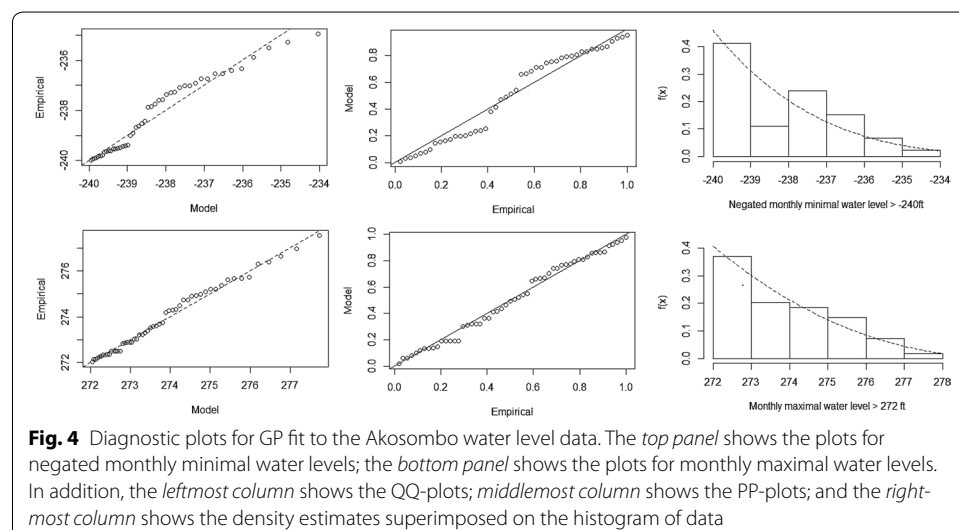 Empirical
-236
-238
-240
-240 -239 -238 -237 -236 -235 -234
Model
Model
0.8
0.6
0.4
0.2
0.0
0.0 0.2 0.4 0.6 0.8 1.0
Empirical
f(x)
0.4
0.3
0.2
0.1
0.0
-240 -239 -238 -237 -236 -235 -234
Negated monthly minimal water level > -240ft
Empirical
276
274
272
272 273 274 275 276 277
Model
Model
1.0
0.8
0.6
0.4
0.2
0.0
0.0 0.2 0.4 0.6 0.8 1.0
Empirical
f(x)
0.4
0.3
0.2
0.1
0.0
272 273 274 275 276 277 278
Monthly maximal water level > 272 ft
Fig. 4 Diagnostic plots for GP fit to the Akosombo water level data. The top panel shows the plots for
negated monthly minimal water levels; the bottom panel shows the plots for monthly maximal water levels.
In addition, the leftmost column shows the QQ-plots; middlemost column shows the PP-plots; and the right-
most column shows the density estimates superimposed on the histogram of data